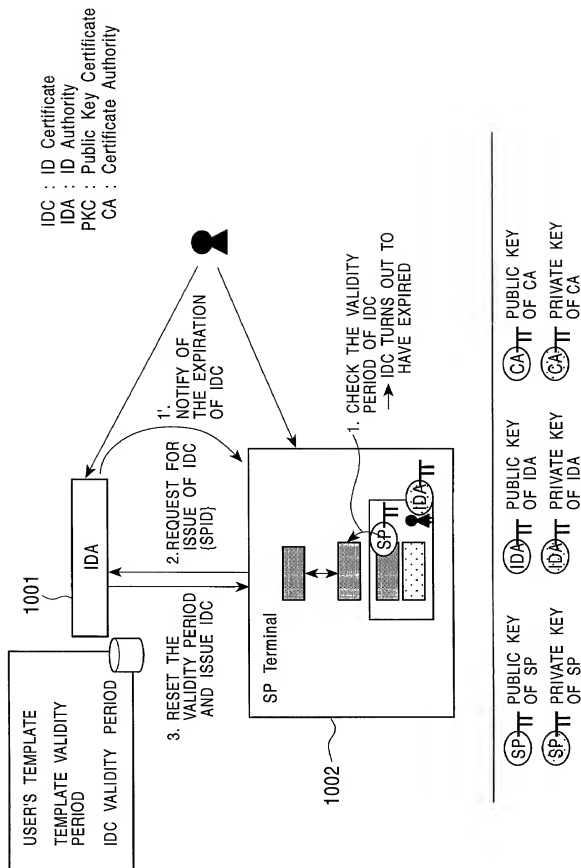 IDC : ID Certificate
IDA : ID Authority
PKC : Public Key Certificate
CA : Certificate Authority
USER'S TEMPLATE
TEMPLATE VALIDITY
PERIOD
IDC VALIDITY PERIOD
1001
IDA
3. RESET THE
VALIDITY PERIOD
AND ISSUE IDC
2.REQUEST FOR
ISSUE OF IDC
{SPID}
1'.
NOTIFY OF
THE EXPIRATION
OF IDC
1002
SP Terminal
SP
IDA
1. CHECK THE VALIDITY
PERIOD OF IDC
→ IDC TURNS OUT TO
HAVE EXPIRED
SP PUBLIC KEY
OF SP
IDA PUBLIC KEY
OF IDA
CA PUBLIC KEY
OF CA
SP PRIVATE KEY
OF SP
IDA PRIVATE KEY
OF IDA
CA PRIVATE KEY
OF CA